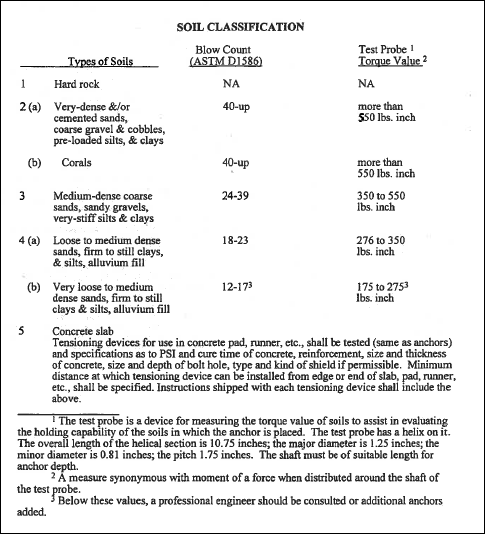 SOIL CLASSIFICATION
Types of Soils
Blow Count
(ASTM D1586)
Test Probe 1
Torque Value 2
1 Hard rock NA NA
2 (a) Very-dense &/or 40-up more than
cemented sands, 550 lbs. inch
coarse gravel & cobbles,
pre-loaded silts, & clays
(b) Corals 40-up more than
550 lbs. inch
3 Medium-dense coarse 24-39 350 to 550
sands, sandy gravels, lbs. inch
very-stiff silts & clays
4 (a) Loose to medium dense 18-23 276 to 350
sands, firm to still clays, lbs. inch
& silts, alluvium fill
(b) Very loose to medium 12-17³ 175 to 275³
dense sands, firm to still lbs. inch
clays & silts, alluvium fill
5 Concrete slab
Tensioning devices for use in concrete pad, runner, etc., shall be tested (same as anchors)
and specifications as to PSI and cure time of concrete, reinforcement, size and thickness
of concrete, size and depth of bolt hole, type and kind of shield if permissible. Minimum
distance at which tensioning device can be installed from edge or end of slab, pad, runner,
etc., shall be specified. Instructions shipped with each tensioning device shall include the
above.
1 The test probe is a device for measuring the torque value of soils to assist in evaluating
the holding capability of the soils in which the anchor is placed. The test probe has a helix on it.
The overall length of the helical section is 10.75 inches; the major diameter is 1.25 inches; the
minor diameter is 0.81 inches; the pitch 1.75 inches. The shaft must be of suitable length for
anchor depth.
2 A measure synonymous with moment of a force when distributed around the shaft of
the test probe.
3 Below these values, a professional engineer should be consulted or additional anchors
added.